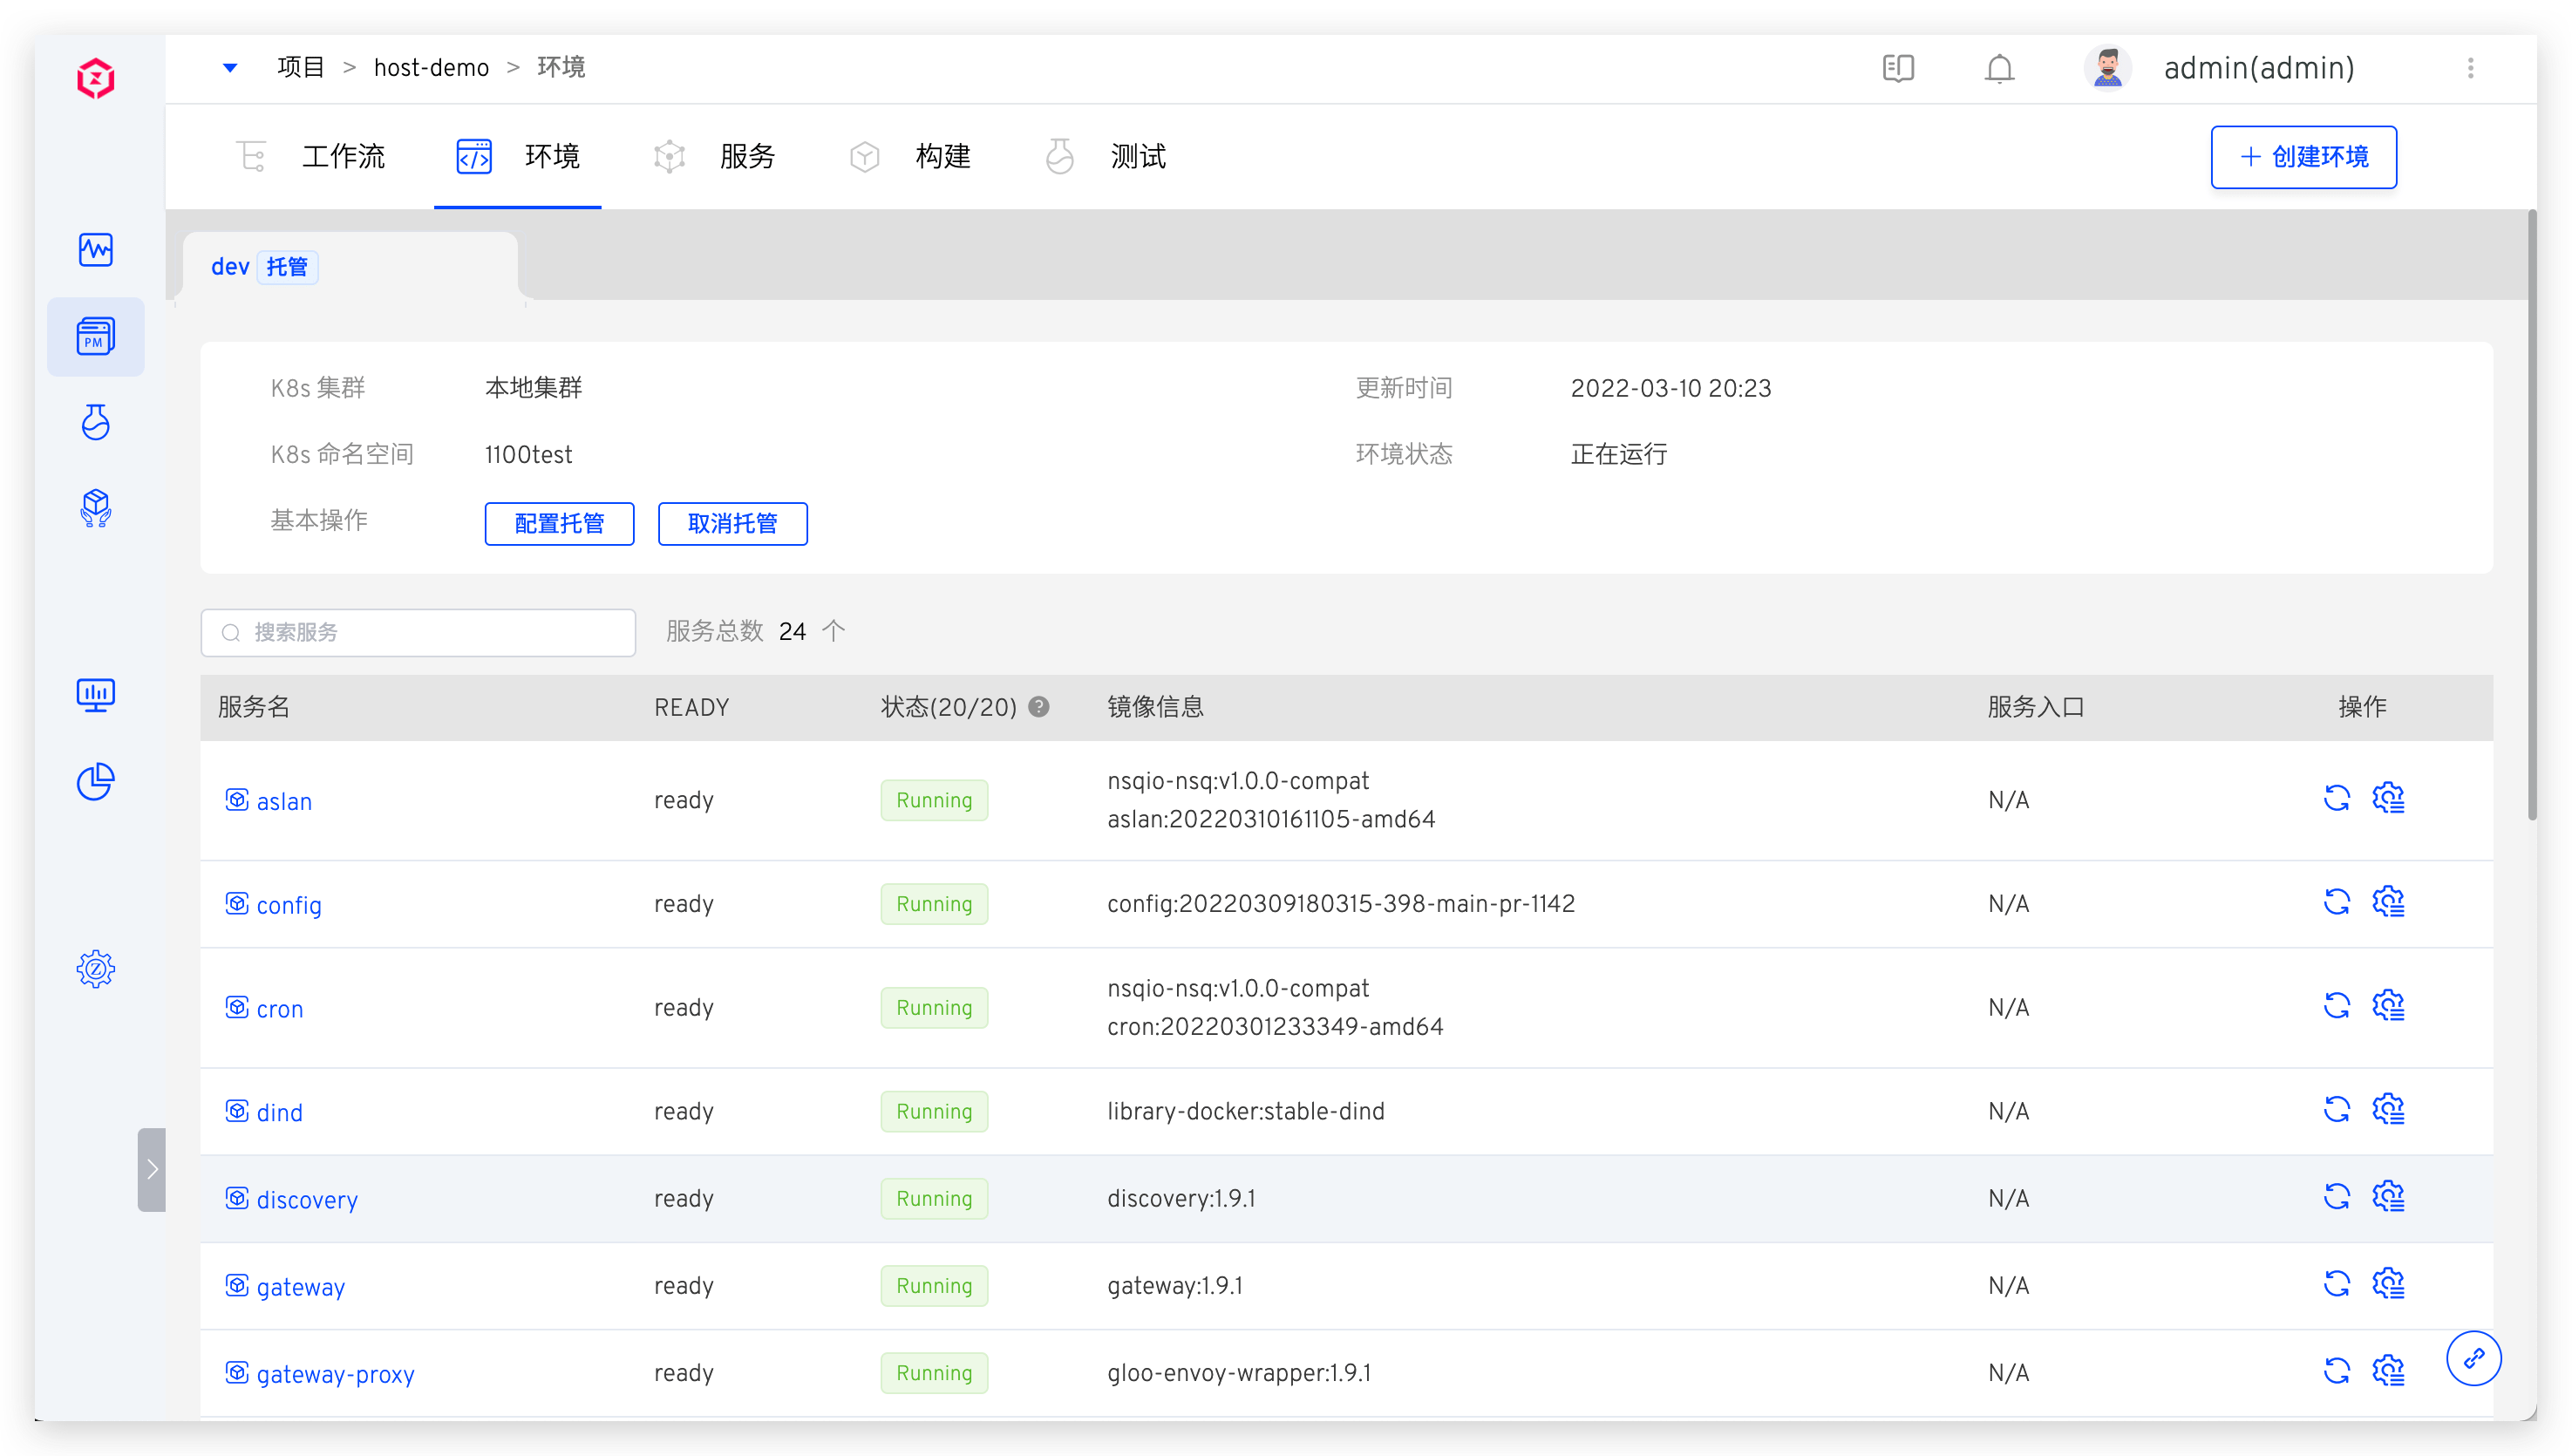 项目 > host-demo > 环境
admin(admin)
工作流 环境 服务 构建 测试
+ 创建环境
dev 托管
PM
K8s 集群 本地集群 更新时间 2022-03-10 20:23
K8s 命名空间 1100test 环境状态 正在运行
基本操作 配置托管 取消托管
搜索服务 服务总数 24 个
服务名 READY 状态(20/20) ? 镜像信息 服务入口 操作
aslan ready Running nsqio-nsq:v1.0.0-compat N/A
aslan:20220310161105-amd64
config ready Running config:20220309180315-398-main-pr-1142 N/A
cron ready Running nsqio-nsq:v1.0.0-compat N/A
cron:20220301233349-amd64
dind ready Running library-docker:stable-dind N/A
discovery ready Running discovery:1.9.1 N/A
gateway ready Running gateway:1.9.1 N/A
gateway-proxy ready Running gloo-envoy-wrapper:1.9.1 N/A